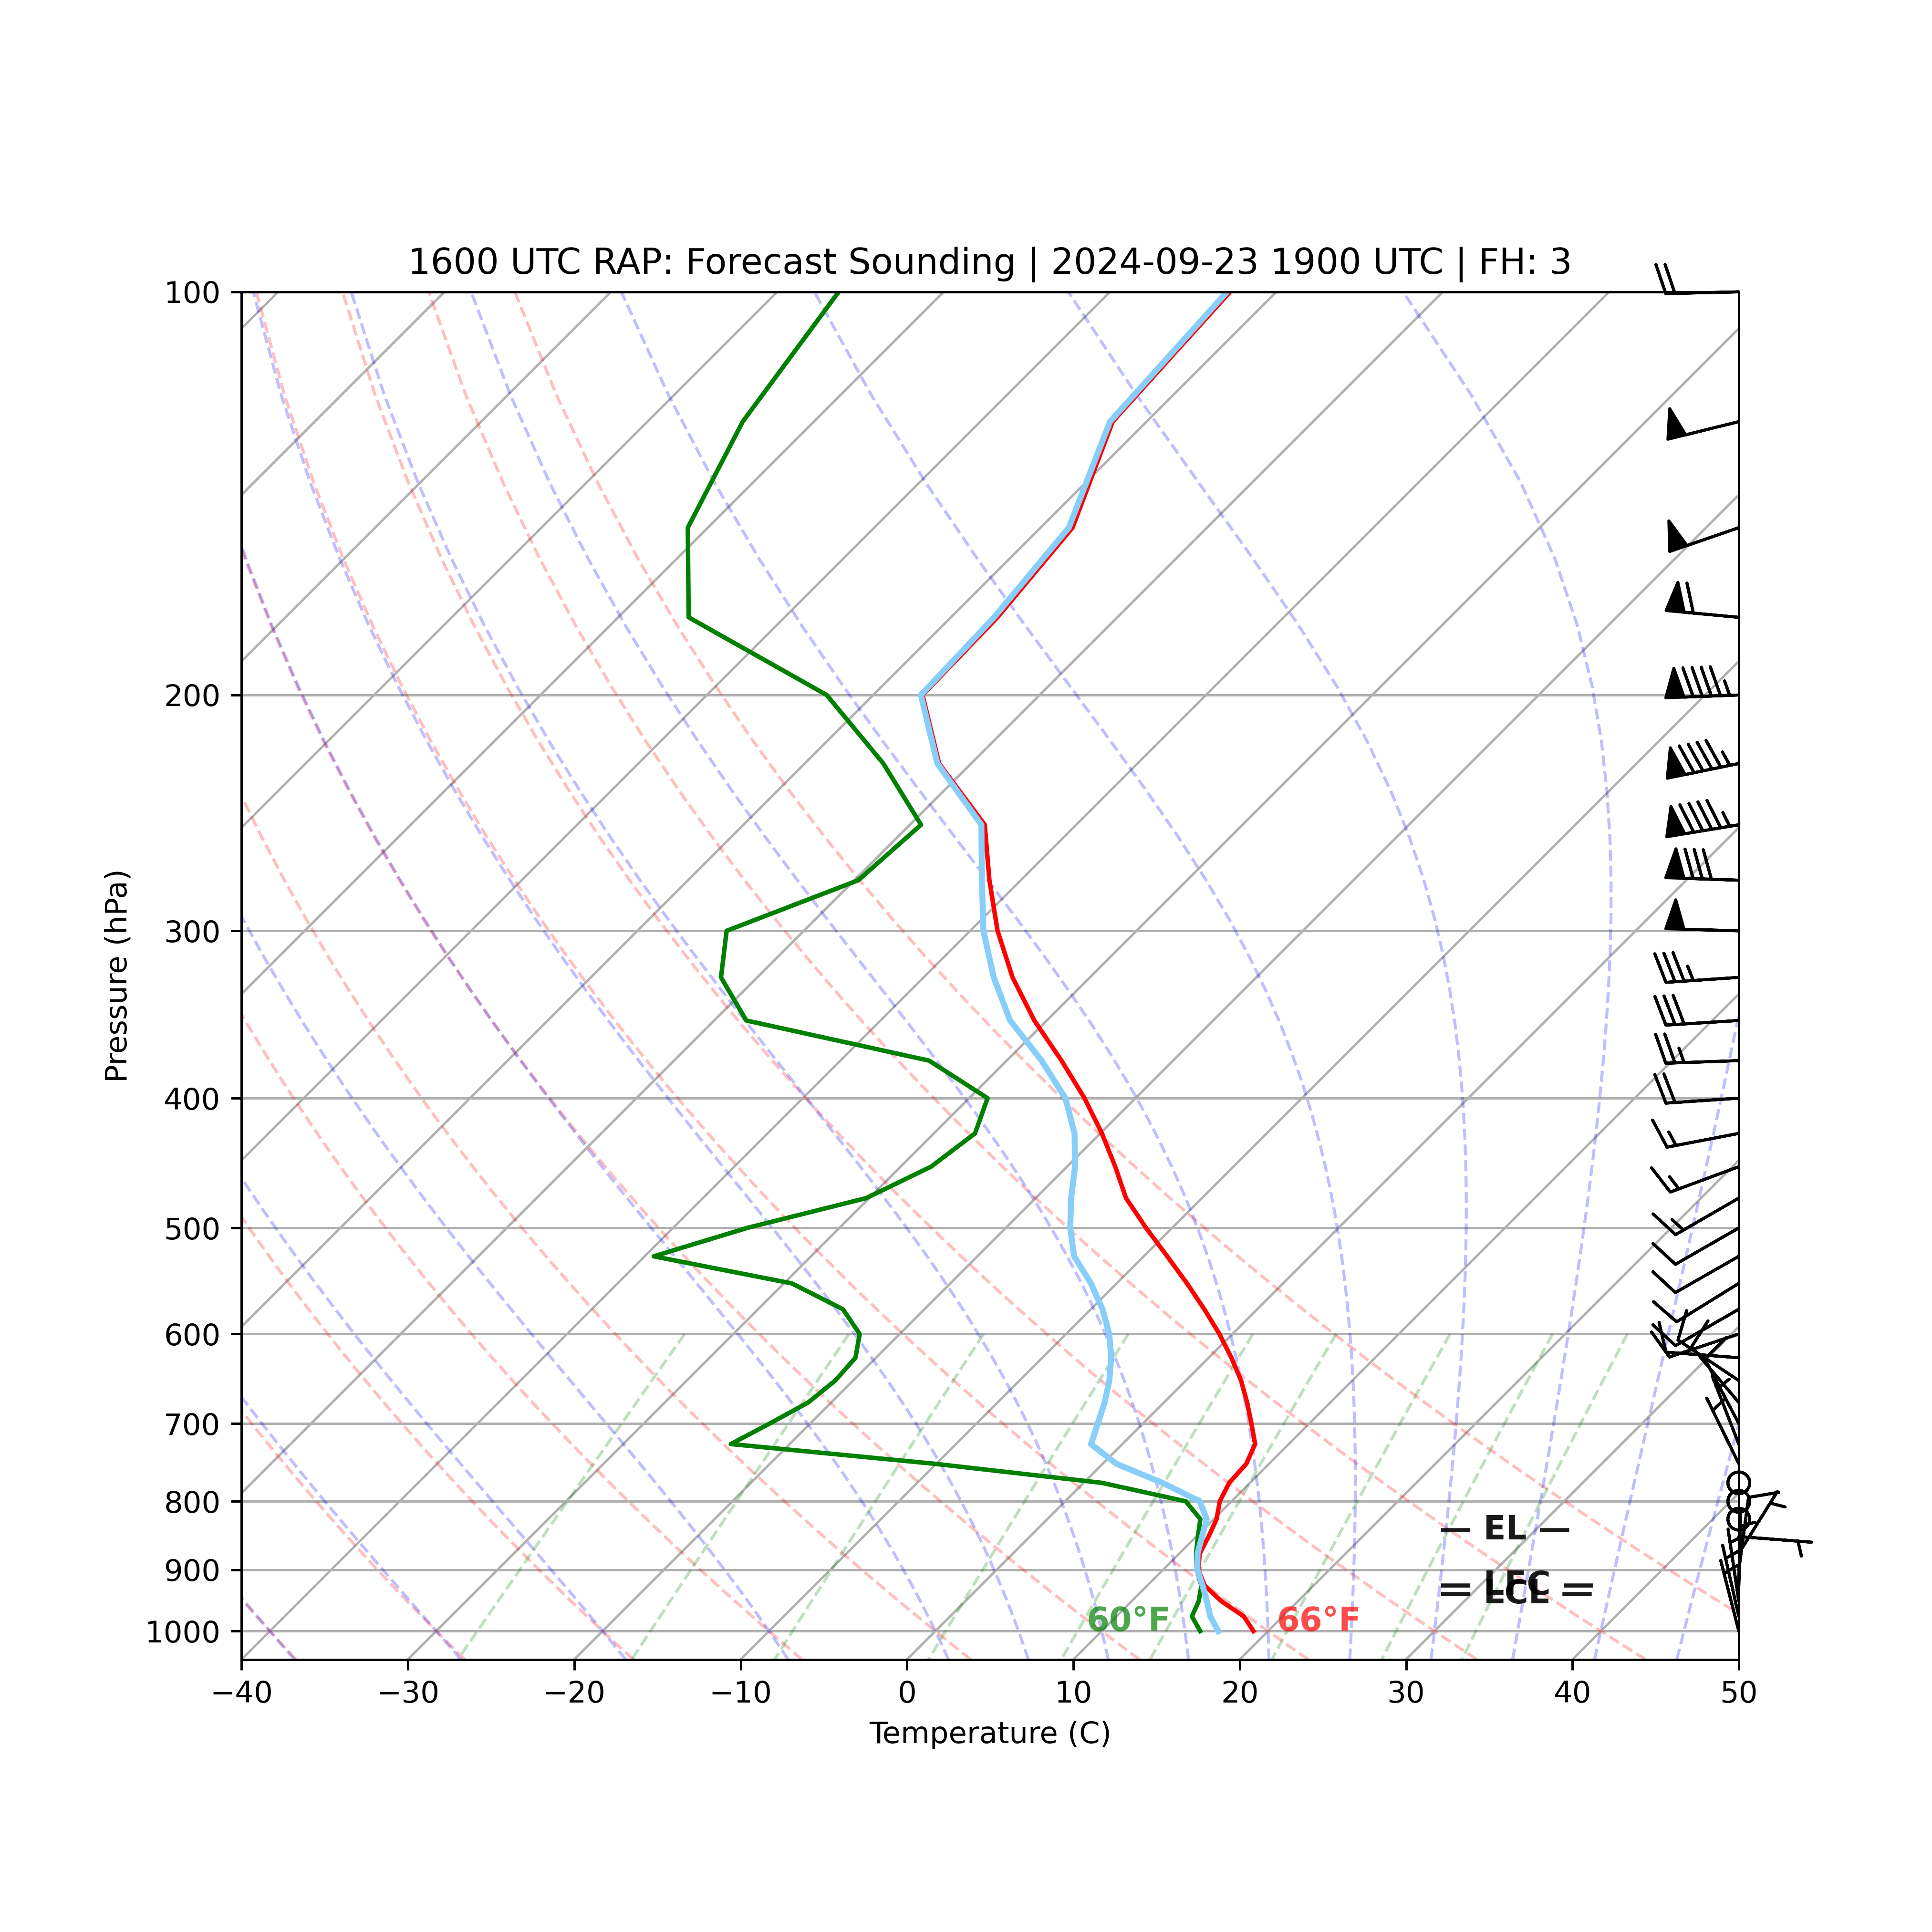 1600 UTC RAP: Forecast Sounding | 2024-09-23 1900 UTC | FH: 3
100
200
300
400
500
600
700
800
900
1000
Pressure (hPa)
— EL —
— LFC —
— LCL —
60°F
66°F
−40 −30 −20 −10 0 10 20 30 40 50
Temperature (C)